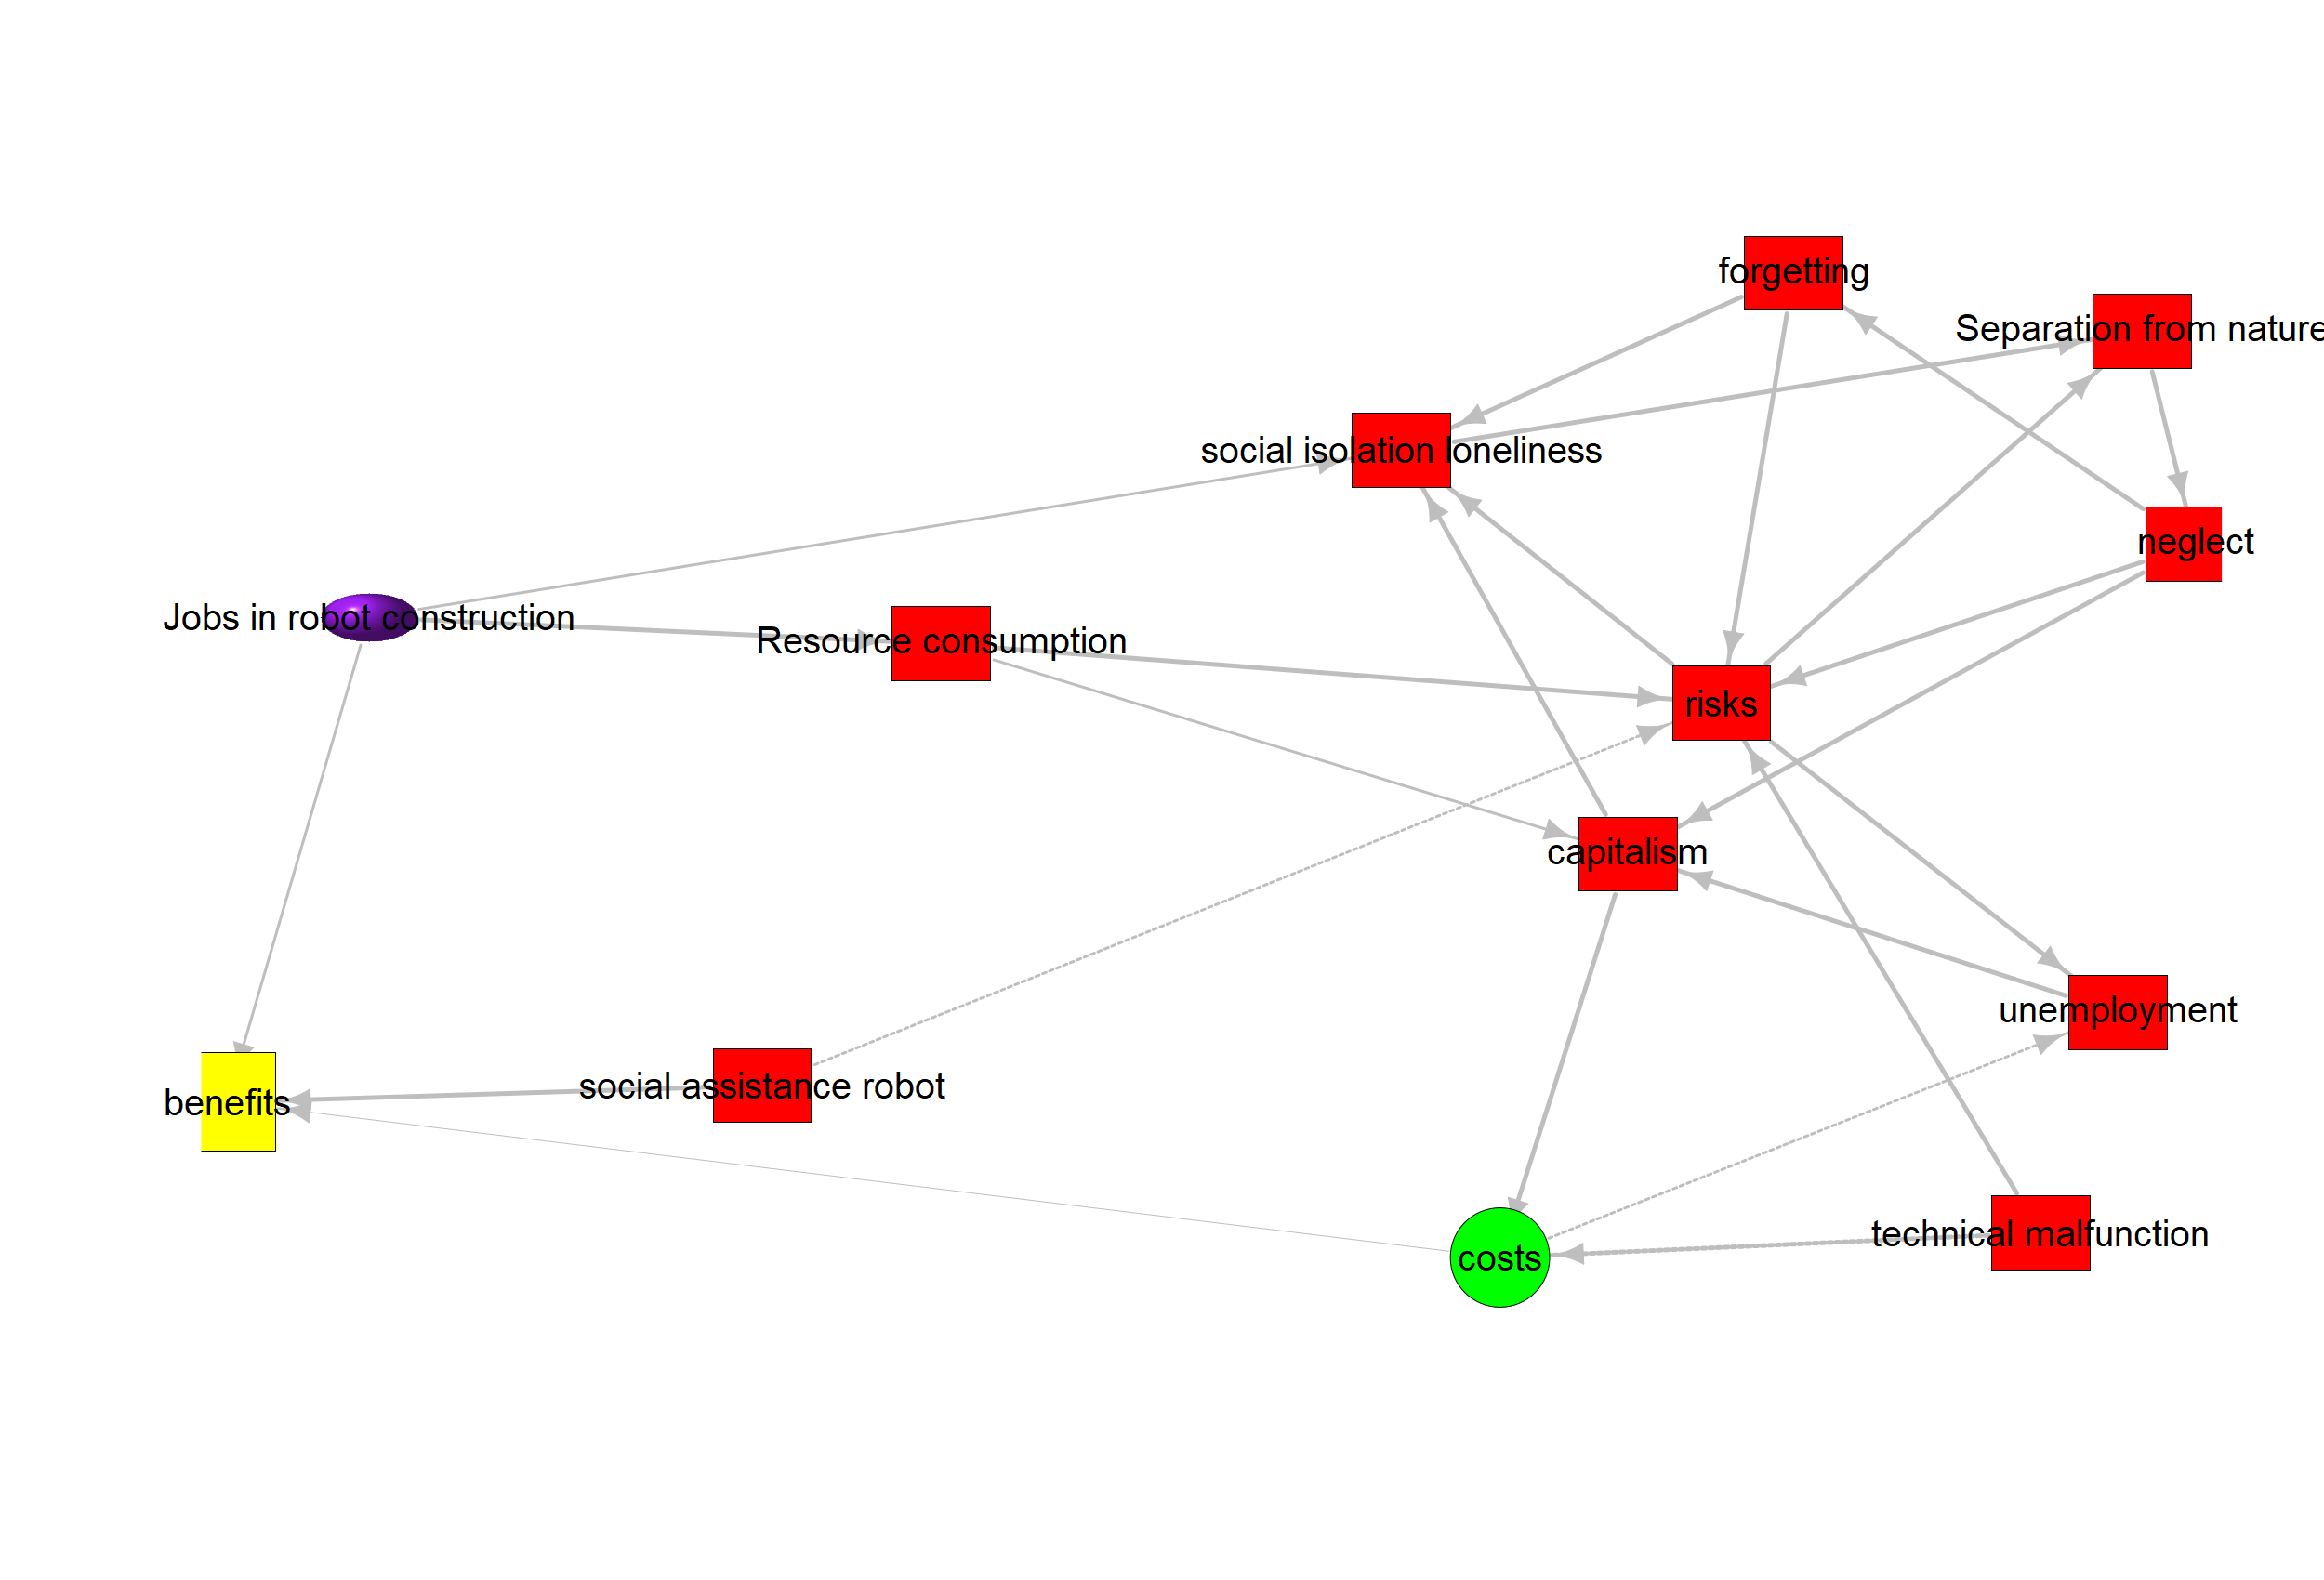 forgetting
Separation from nature
social isolation loneliness
neglect
Jobs in robot construction
Resource consumption
risks
capitalism
unemployment
social assistance robot
benefits
technical malfunction
costs